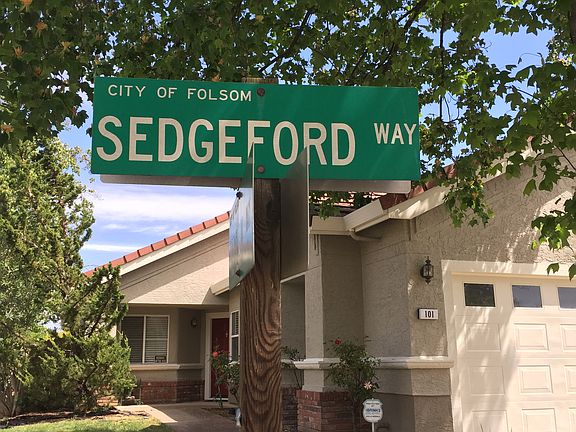 CITY OF FOLSOM
SEDGEFORD WAY
101